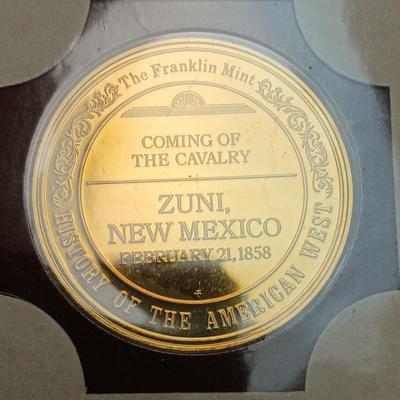 The Franklin Mint
COMING OF
THE CAVALRY
ZUNI,
NEW MEXICO
FEBRUARY 21, 1858
HISTORY OF THE AMERICAN WEST